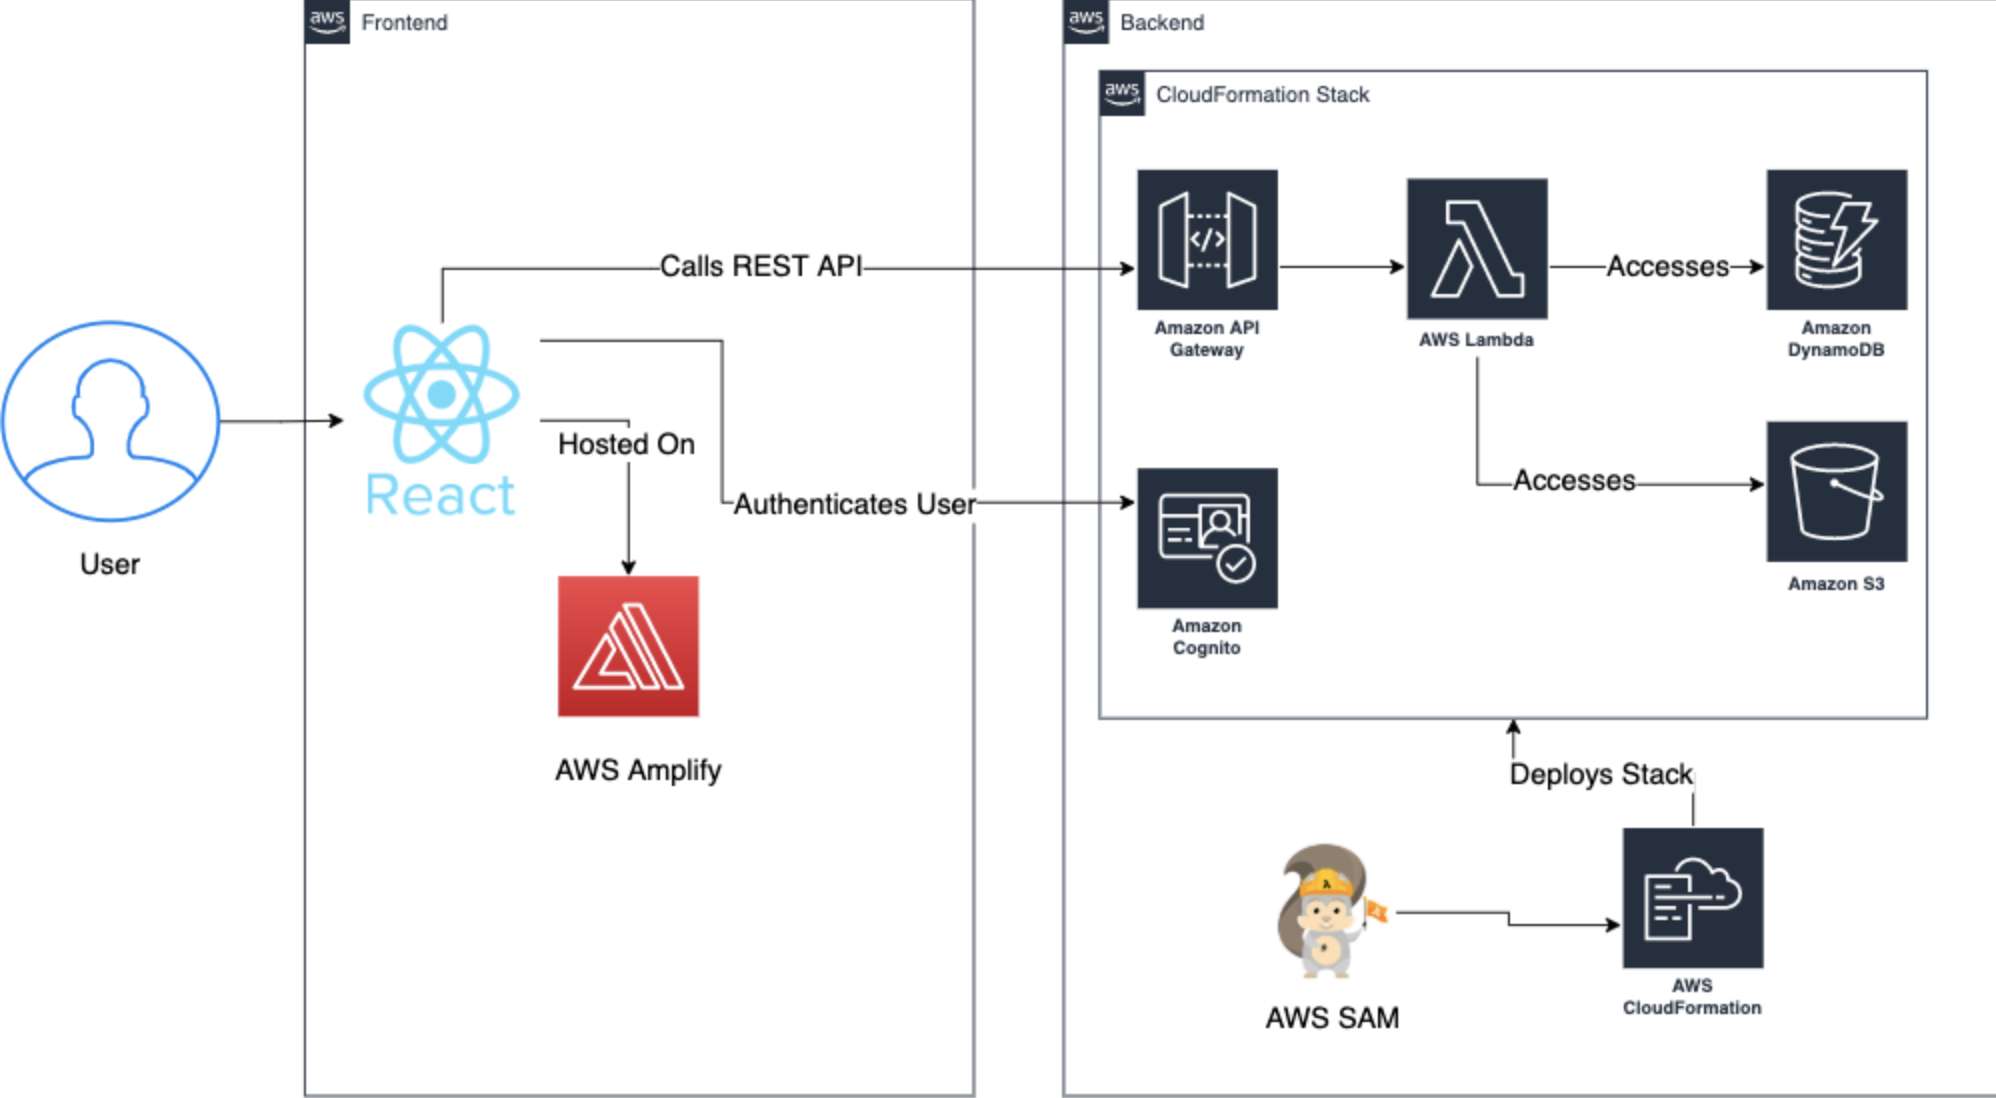 aws Frontend
aws Backend
aws CloudFormation Stack
Calls REST API
</>
Amazon API
Gateway
AWS Lambda
Accesses
Amazon
DynamoDB
User
React
Hosted On
Authenticates User
AWS Amplify
Amazon
Cognito
Accesses
Amazon S3
Deploys Stack
λ
AWS SAM
AWS
CloudFormation